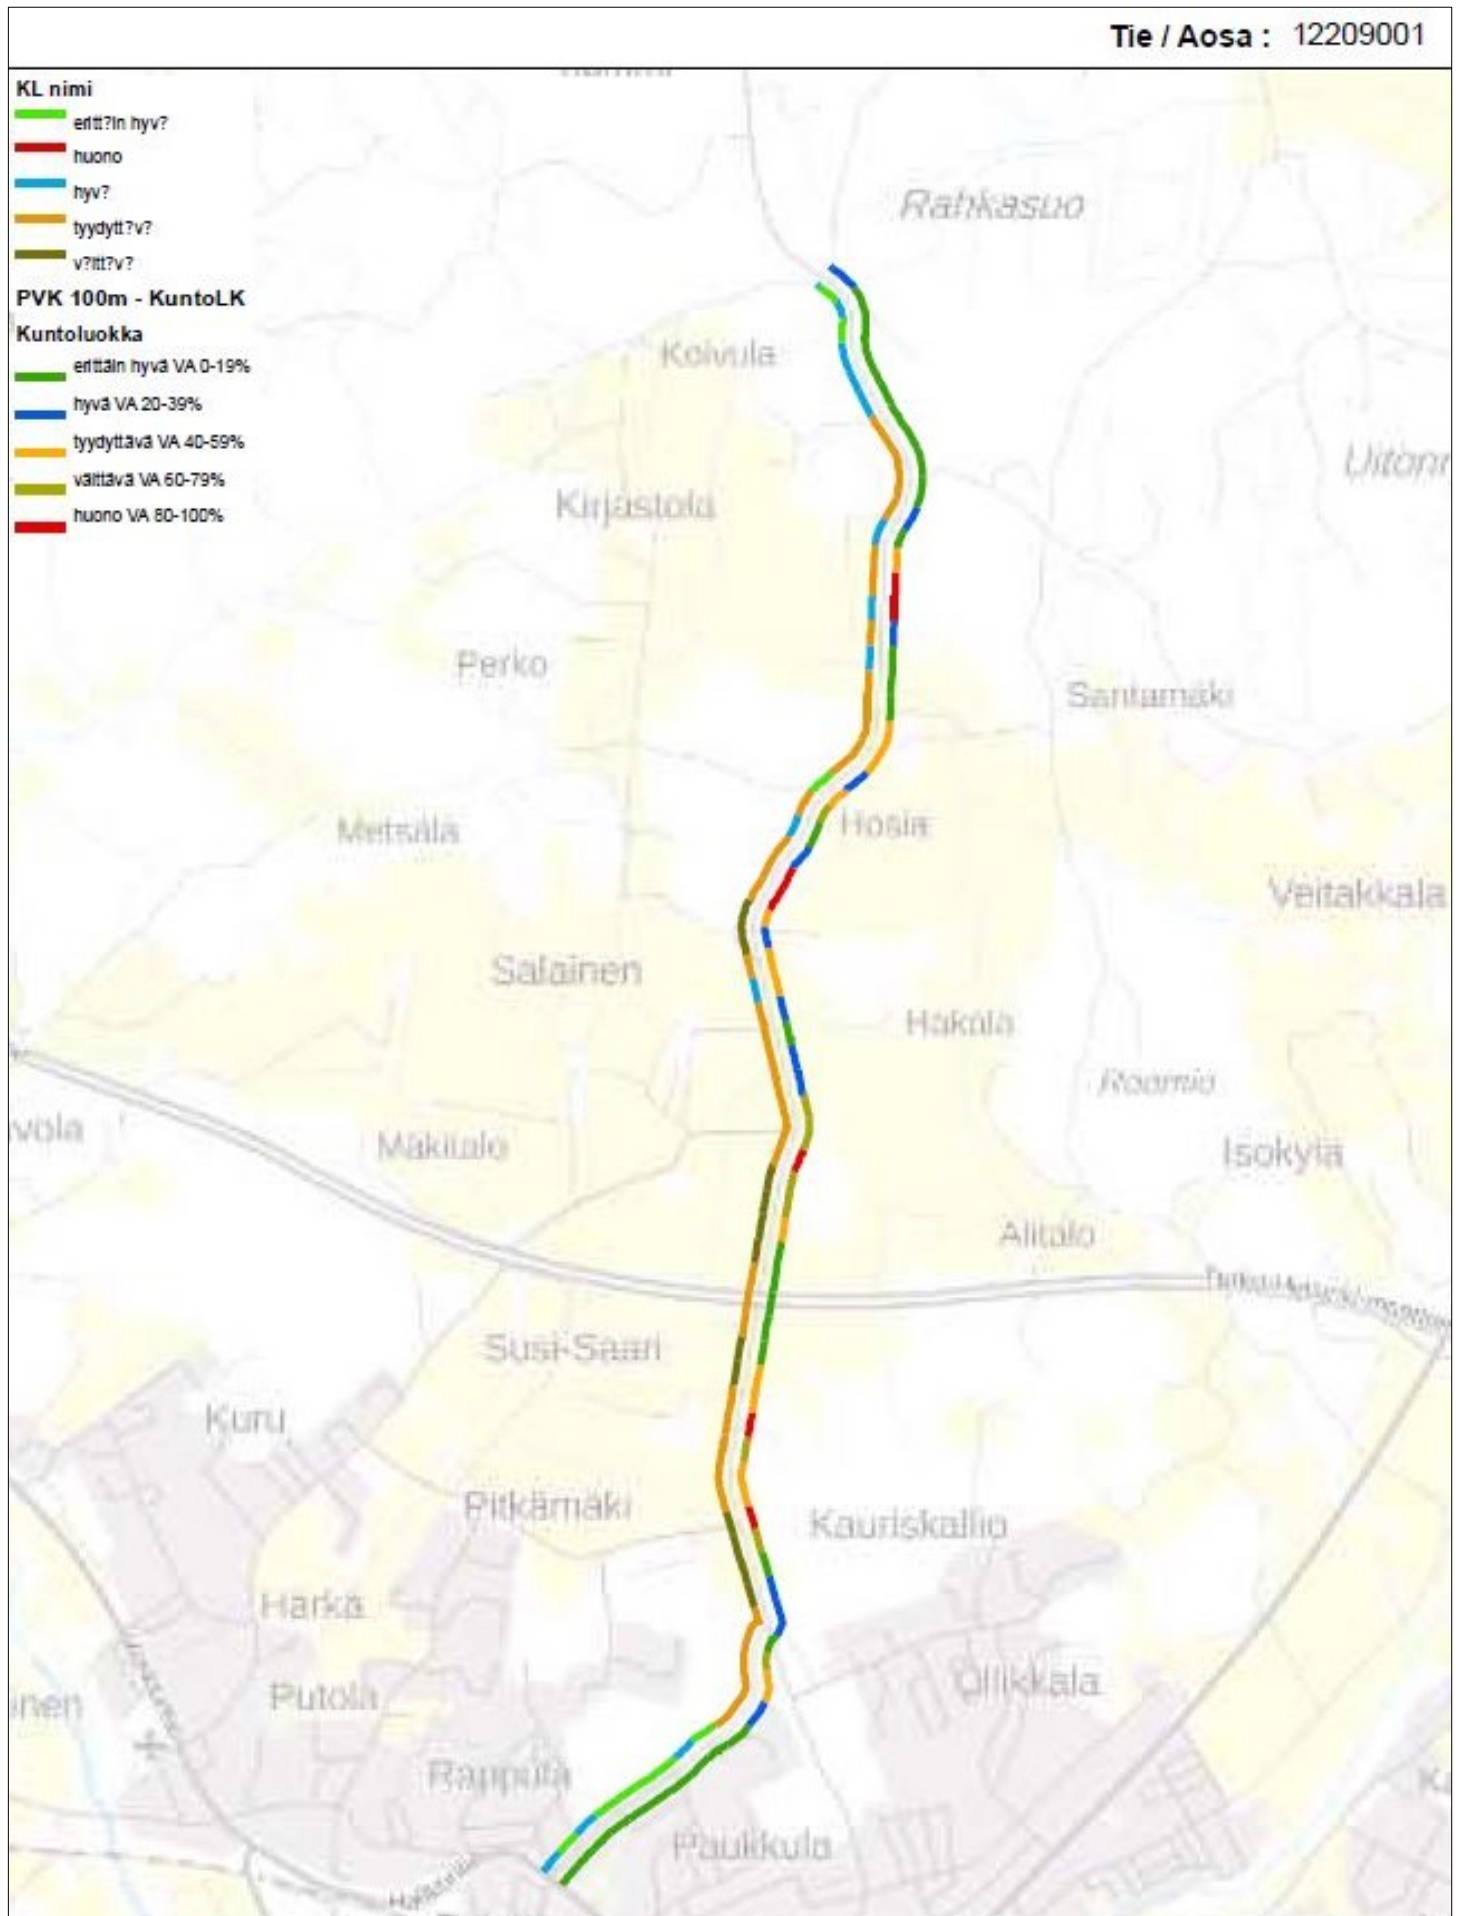 Tie / Aosa : 12209001
KL nimi
eritt?in hyv?
huono
hyv?
tyydytt?v?
v?ltt?v?
PVK 100m - KuntoLK
Kuntoluokka
erittäin hyvä VA 0-19%
hyvä VA 20-39%
tyydyttävä VA 40-59%
välttävä VA 60-79%
huono VA 80-100%
Rahkasuo
Koivula
Kirjastola
Perko
Santamäki
Metsälä
Hosia
Veitakkala
Salainen
Hakala
Roomio
vola
Mäkitalo
Isokylä
Alitalo
Susi-Saari
Kuru
Pitkämäki
Kauriskallio
Härkä
Putola
Ollikkala
nen
Rappula
Paukkula